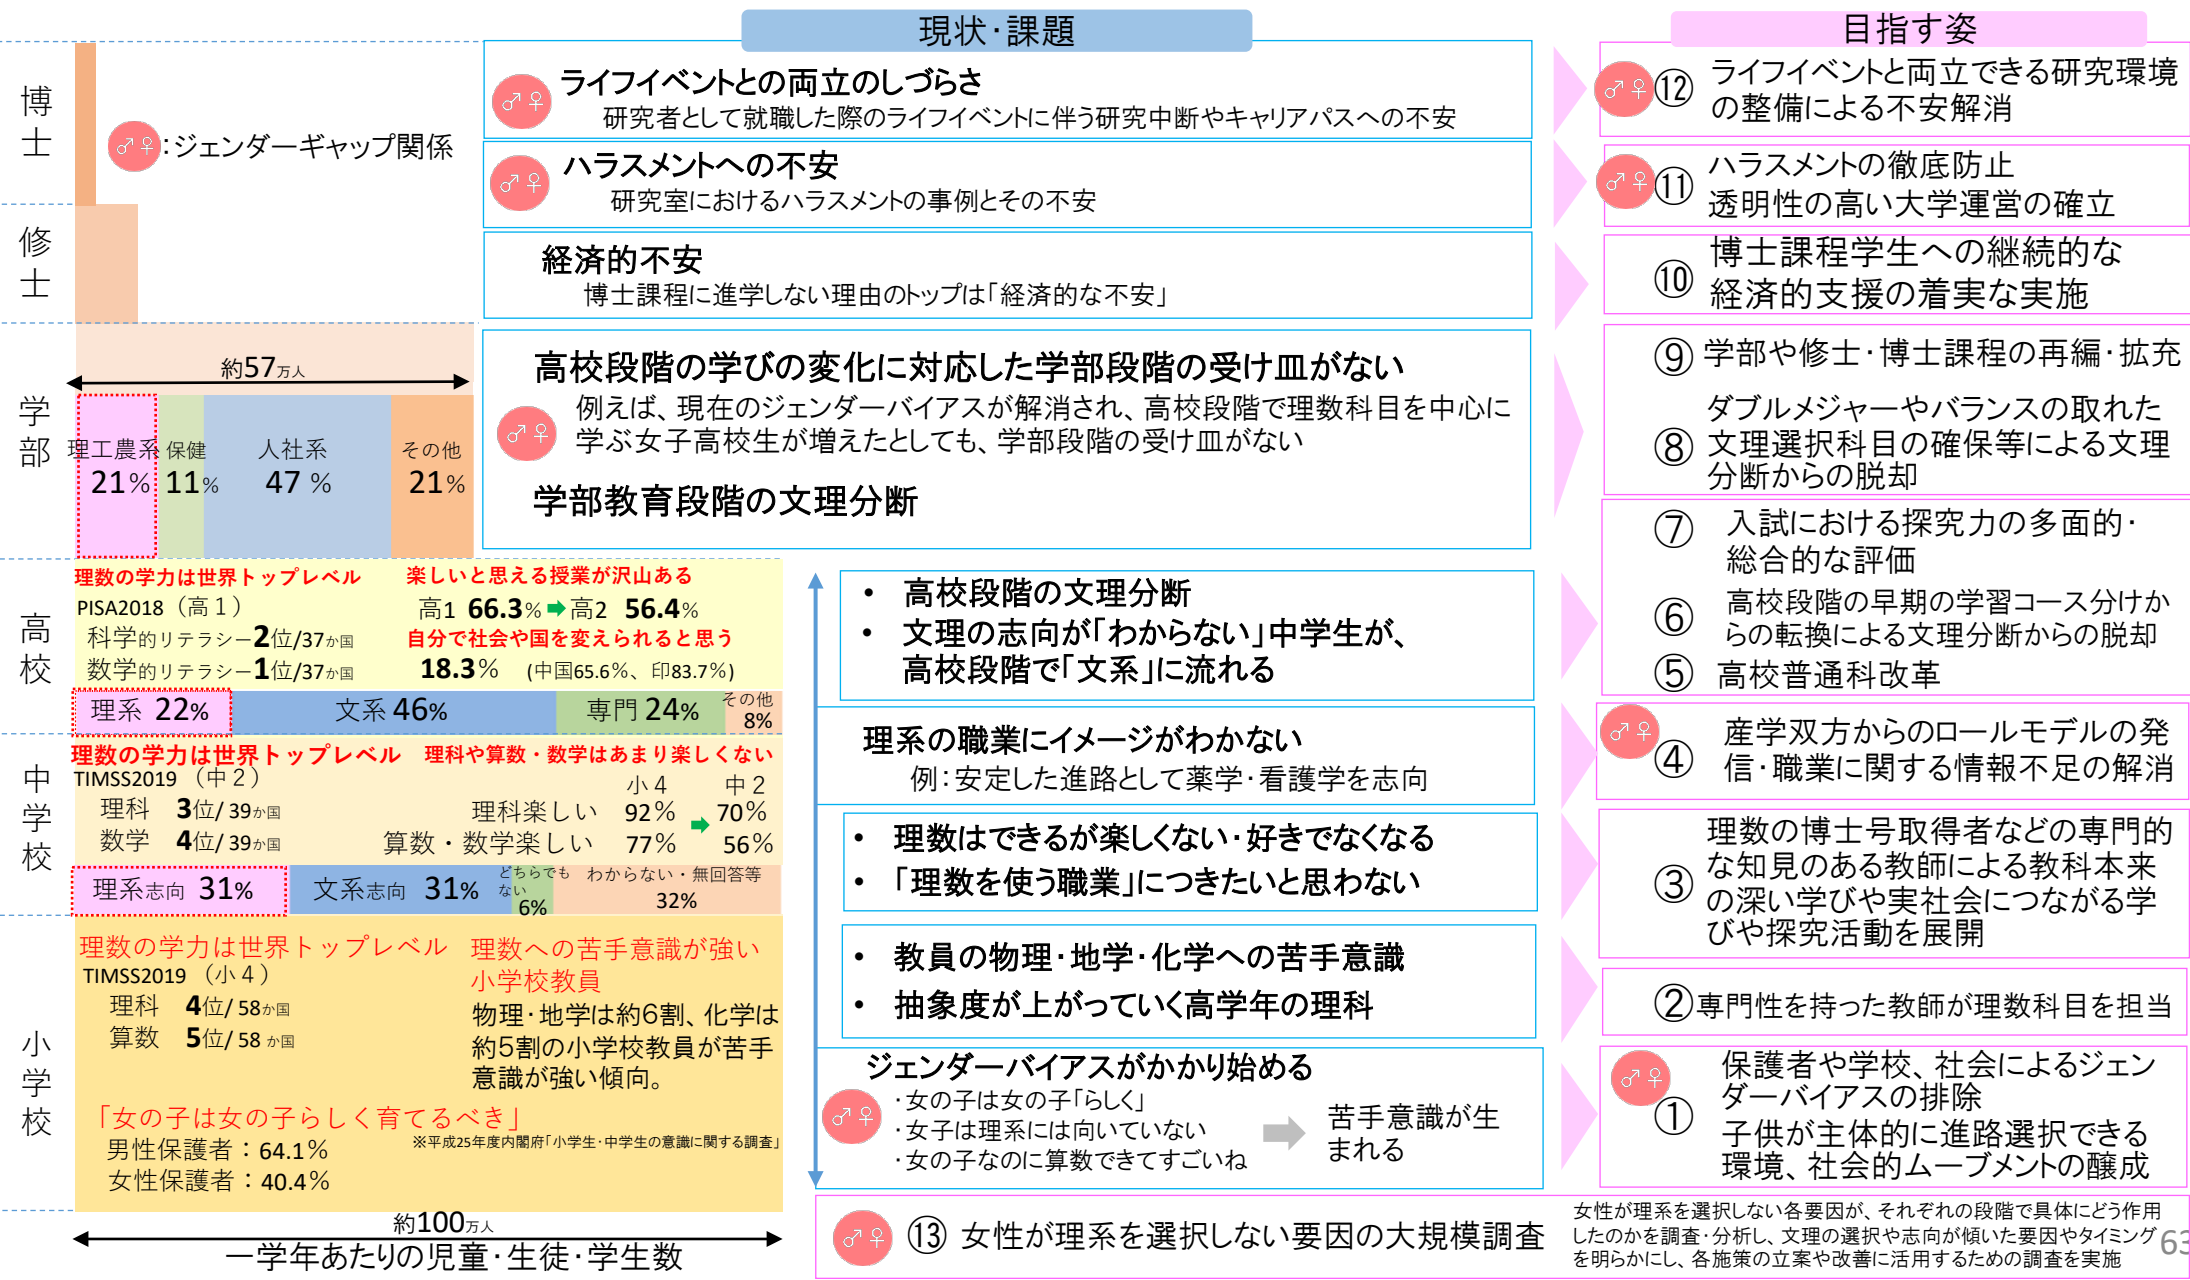 現状・課題
目指す姿
博士
♂♀:ジェンダーギャップ関係
修士
約57万人
学部
理工農系 保健 人社系 その他
21% 11% 47 % 21%
ライフイベントとの両立のしづらさ
研究者として就職した際のライフイベントに伴う研究中断やキャリアパスへの不安
ハラスメントへの不安
研究室におけるハラスメントの事例とその不安
経済的不安
博士課程に進学しない理由のトップは「経済的な不安」
高校段階の学びの変化に対応した学部段階の受け皿がない
例えば、現在のジェンダーバイアスが解消され、高校段階で理数科目を中心に
学ぶ女子高校生が増えたとしても、学部段階の受け皿がない
学部教育段階の文理分断
⑫ ライフイベントと両立できる研究環境
の整備による不安解消
⑪ ハラスメントの徹底防止
透明性の高い大学運営の確立
⑩ 博士課程学生への継続的な
経済的支援の着実な実施
⑨ 学部や修士・博士課程の再編・拡充
⑧ ダブルメジャーやバランスの取れた
文理選択科目の確保等による文理
分断からの脱却
高校
理数の学力は世界トップレベル
PISA2018(高1)
科学的リテラシー2位/37か国
数学的リテラシー1位/37か国
楽しいと思える授業が沢山ある
高1 66.3% 高2 56.4%
自分で社会や国を変えられると思う
18.3% (中国65.6%、印83.7%)
理系 22% 文系 46% 専門 24% その他
8%
・ 高校段階の文理分断
・ 文理の志向が「わからない」中学生が、
高校段階で「文系」に流れる
⑦ 入試における探究力の多面的・
総合的な評価
⑥ 高校段階の早期の学習コース分けか
らの転換による文理分断からの脱却
⑤ 高校普通科改革
中学校
理数の学力は世界トップレベル
TIMSS2019(中2)
理科 3位/ 39か国
数学 4位/ 39か国
理科や算数・数学はあまり楽しくない
小4 中2
理科楽しい 92% 70%
算数・数学楽しい 77% 56%
理系志向 31% 文系志向 31% どちらでも
ない
6%
わからない・無回答等
32%
理系の職業にイメージがわかない
例:安定した進路として薬学・看護学を志向
・ 理数はできるが楽しくない・好きでなくなる
・ 「理数を使う職業」につきたいと思わない
④ 産学双方からのロールモデルの発
信・職業に関する情報不足の解消
③ 理数の博士号取得者などの専門的
な知見のある教師による教科本来
の深い学びや実社会につながる学
びや探究活動を展開
小学校
理数の学力は世界トップレベル
TIMSS2019(小4)
理科 4位/ 58か国
算数 5位/ 58 か国
理数への苦手意識が強い
小学校教員
物理・地学は約6割、化学は
約5割の小学校教員が苦手
意識が強い傾向。
「女の子は女の子らしく育てるべき」
男性保護者:64.1%
女性保護者:40.4%
※平成25年度内閣府「小学生・中学生の意識に関する調査」
・ 教員の物理・地学・化学への苦手意識
・ 抽象度が上がっていく高学年の理科
ジェンダーバイアスがかかり始める
・女の子は女の子「らしく」
・女子は理系には向いていない
・女の子なのに算数できてすごいね
苦手意識が生
まれる
② 専門性を持った教師が理数科目を担当
① 保護者や学校、社会によるジェン
ダーバイアスの排除
子供が主体的に進路選択できる
環境、社会的ムーブメントの醸成
約100万人
一学年あたりの児童・生徒・学生数
⑬ 女性が理系を選択しない要因の大規模調査
女性が理系を選択しない各要因が、それぞれの段階で具体にどう作用
したのかを調査・分析し、文理の選択や志向が傾いた要因やタイミング
を明らかにし、各施策の立案や改善に活用するための調査を実施
63